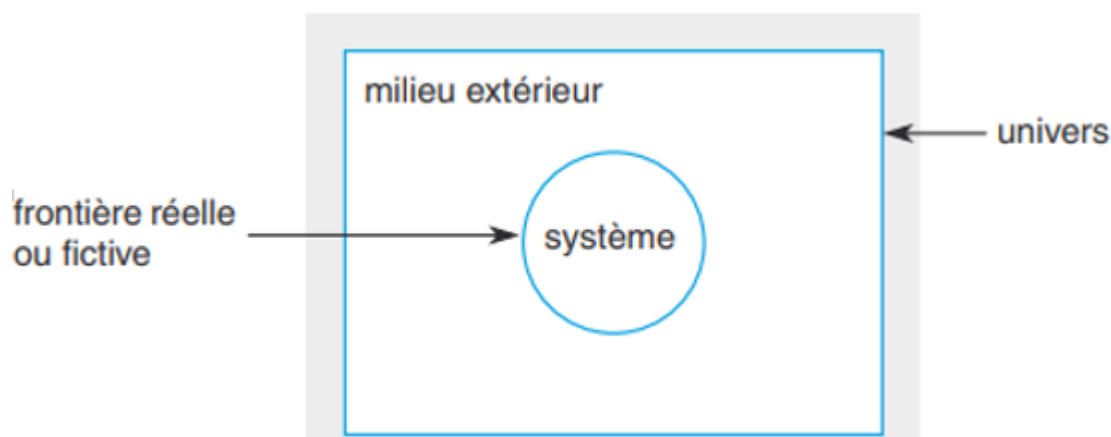 milieu extérieur
univers
frontière réelle
ou fictive
système